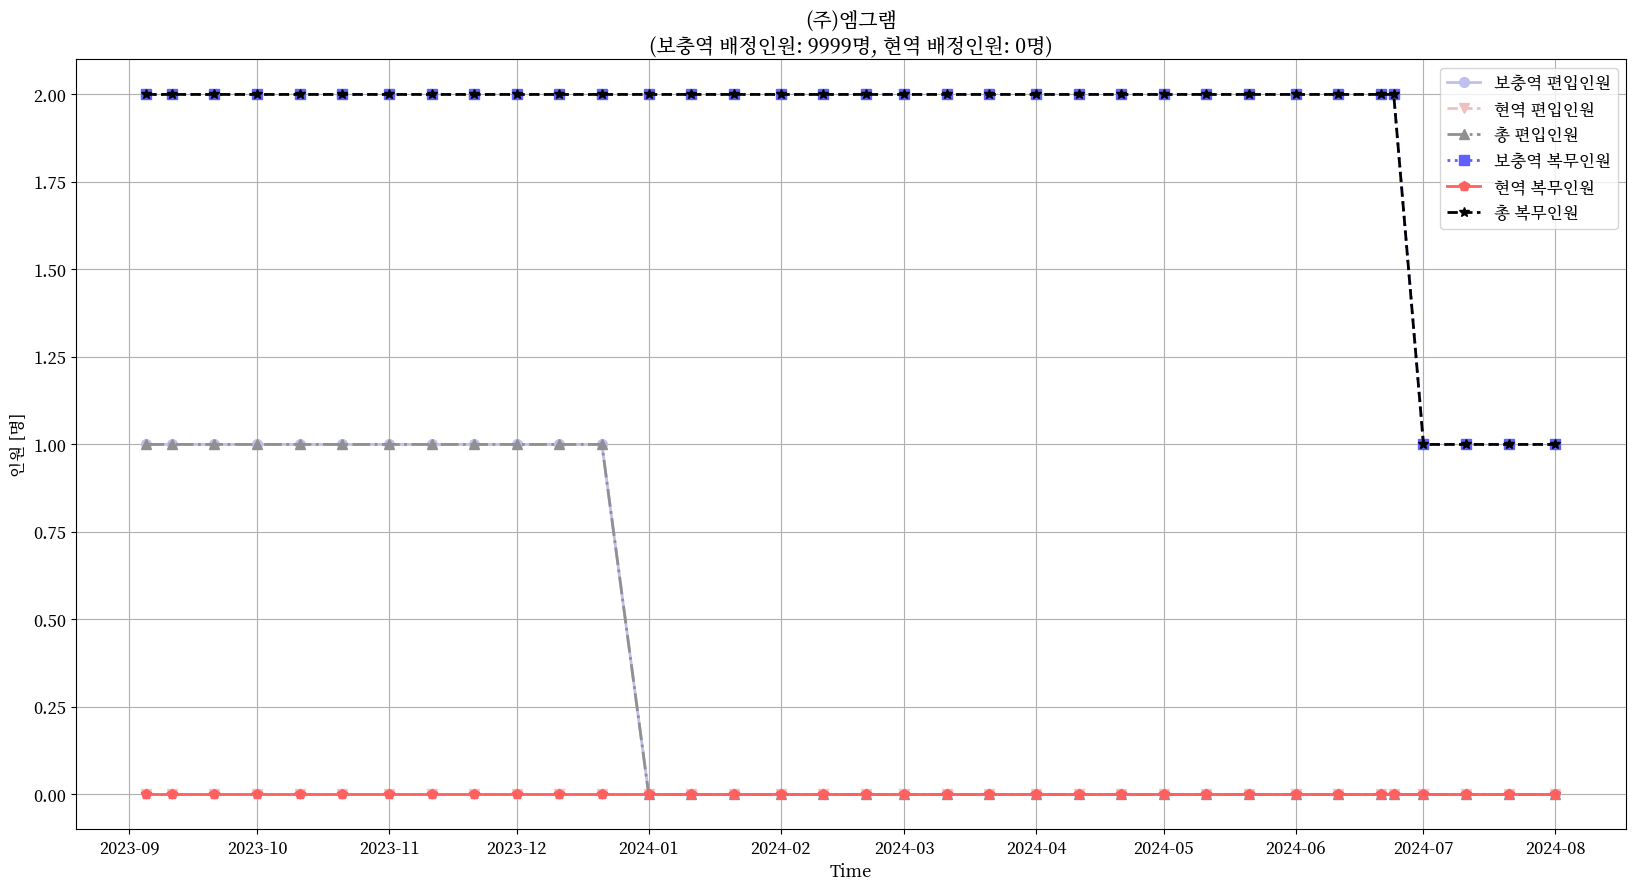 (주)엠그램
(보충역 배정인원: 9999명, 현역 배정인원: 0명)
보충역 편입인원
현역 편입인원
총 편입인원
보충역 복무인원
현역 복무인원
총 복무인원
인원 [명]
2.00
1.75
1.50
1.25
1.00
0.75
0.50
0.25
0.00
2023-09 2023-10 2023-11 2023-12 2024-01 2024-02 2024-03 2024-04 2024-05 2024-06 2024-07 2024-08
Time